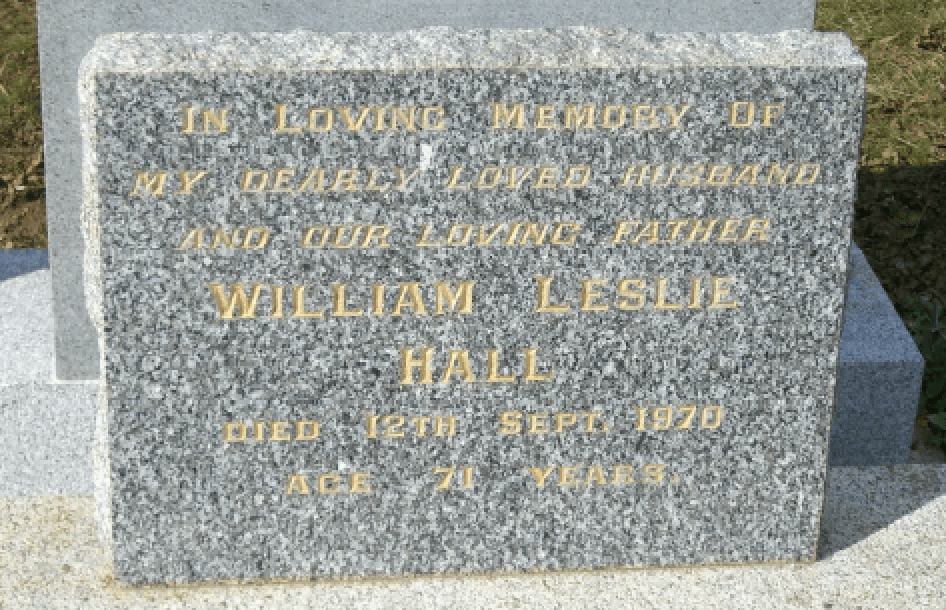 IN LOVING MEMORY OF
MY DEARLY LOVED HUSBAND
AND OUR LOVING FATHER
WILLIAM LESLIE
HALL
DIED 12TH SEPT. 1970
AGE 71 YEARS.